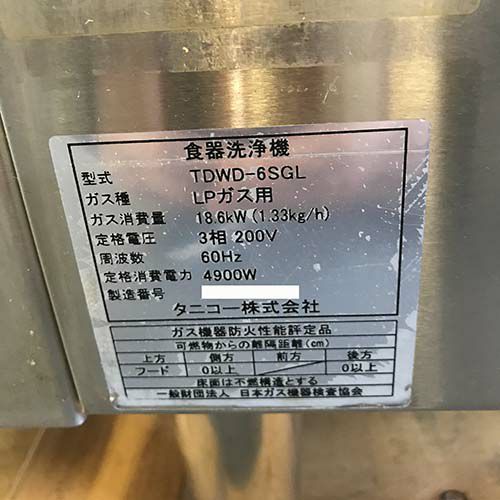 食器洗浄機
型式 TDWD-6SGL
ガス種 LPガス用
ガス消費量 18.6kW (1.33kg/h)
定格電圧 3相 200V
周波数 60Hz
定格消費電力 4900W
製造番号
タニコー株式会社
ガス機器防火性能評定品
可燃物からの離隔距離(cm)
上方 側方 前方 後方
フード 0以上 0以上
床面は不燃構造とする
一般財団法人 日本ガス機器検査協会